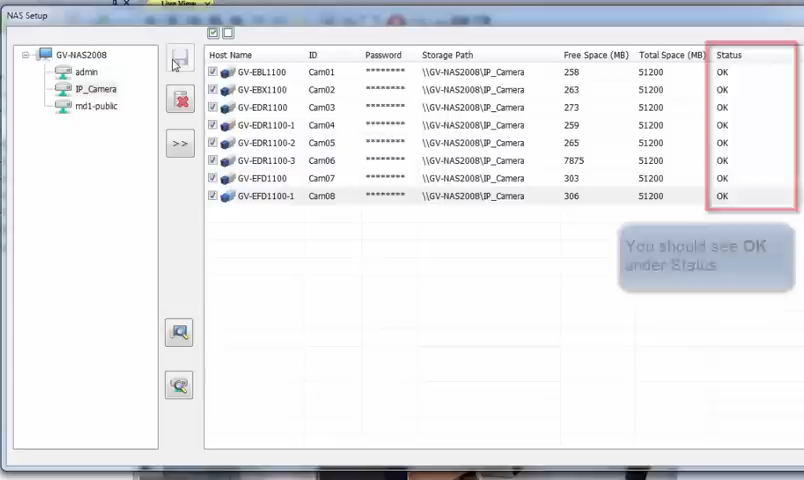 Live View
NAS Setup
GV-NAS2008
admin
IP_Camera
md1-public
>>
Host Name ID Password Storage Path Free Space (MB) Total Space (MB) Status
GV-EBL1100 Cam01 ******** \\GV-NAS2008\IP_Camera 258 51200 OK
GV-EBX1100 Cam02 ******** \\GV-NAS2008\IP_Camera 263 51200 OK
GV-EDR1100 Cam03 ******** \\GV-NAS2008\IP_Camera 273 51200 OK
GV-EDR1100-1 Cam04 ******** \\GV-NAS2008\IP_Camera 259 51200 OK
GV-EDR1100-2 Cam05 ******** \\GV-NAS2008\IP_Camera 265 51200 OK
GV-EDR1100-3 Cam06 ******** \\GV-NAS2008\IP_Camera 7875 51200 OK
GV-EFD1100 Cam07 ******** \\GV-NAS2008\IP_Camera 303 51200 OK
GV-EFD1100-1 Cam08 ******** \\GV-NAS2008\IP_Camera 306 51200 OK
You should see OK
under Status